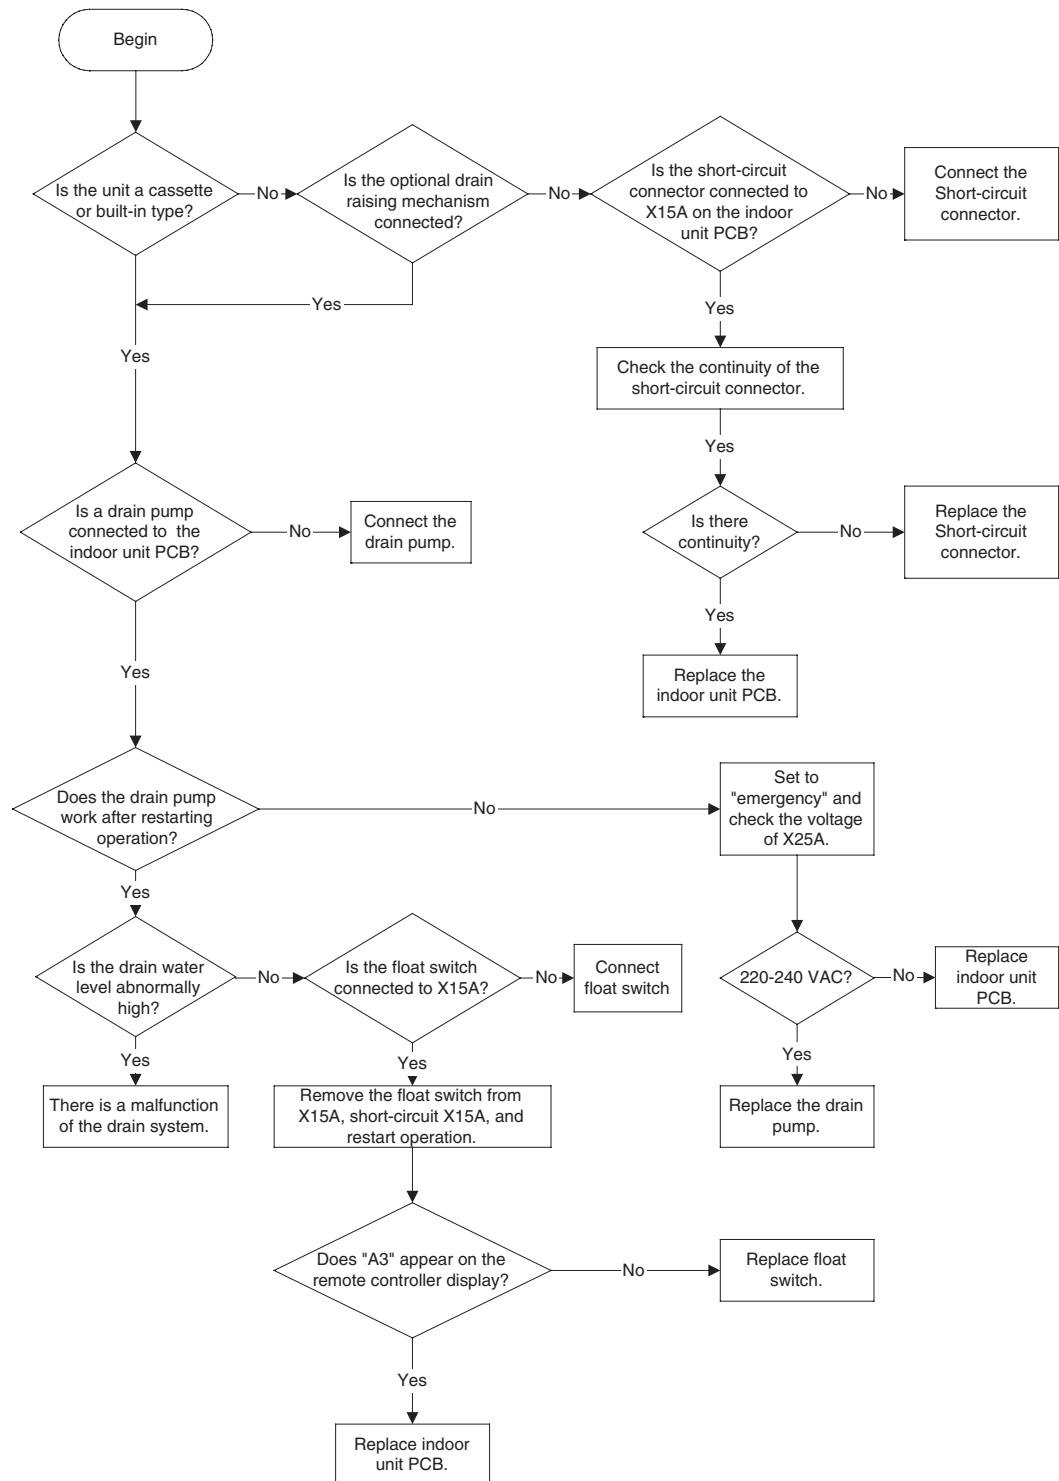 Begin
Is the unit a cassette
or built-in type?
No
Is the optional drain
raising mechanism
connected?
No
Is the short-circuit
connector connected to
X15A on the indoor
unit PCB?
No
Connect the
Short-circuit
connector.
Yes
Yes
Yes
Check the continuity of the
short-circuit connector.
Yes
Is a drain pump
connected to the
indoor unit PCB?
No
Connect the
drain pump.
Is there
continuity?
No
Replace the
Short-circuit
connector.
Yes
Yes
Replace the
indoor unit PCB.
Does the drain pump
work after restarting
operation?
No
Set to
"emergency" and
check the voltage
of X25A.
Yes
Is the drain water
level abnormally
high?
No
Is the float switch
connected to X15A?
No
Connect
float switch
220-240 VAC?
No
Replace
indoor unit
PCB.
Yes
Yes
Yes
There is a malfunction
of the drain system.
Remove the float switch from
X15A, short-circuit X15A, and
restart operation.
Replace the drain
pump.
Does "A3" appear on the
remote controller display?
No
Replace float
switch.
Yes
Replace indoor
unit PCB.